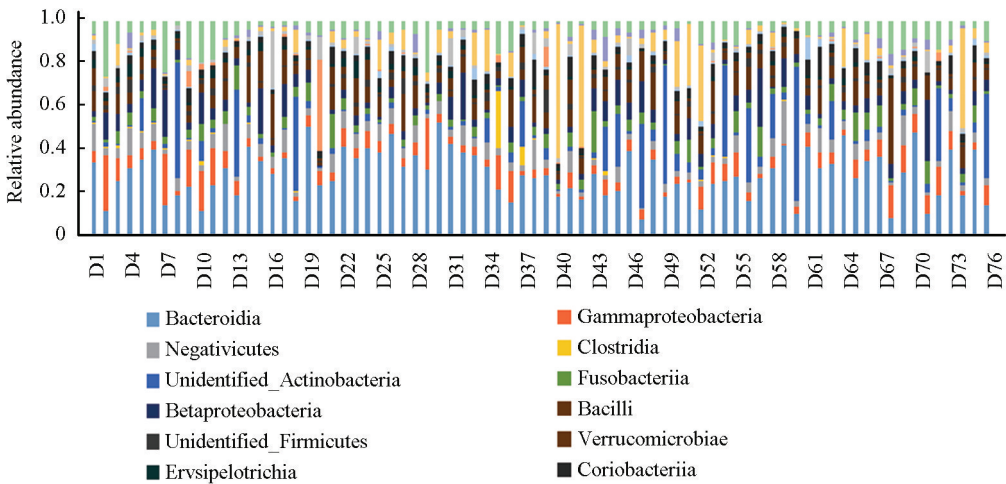 Relative abundance
1.0
0.8
0.6
0.4
0.2
0
D1 D4 D7 D10 D13 D16 D19 D22 D25 D28 D31 D34 D37 D40 D43 D46 D49 D52 D55 D58 D61 D64 D67 D70 D73 D76
Bacteroidia
Gammaproteobacteria
Negativicutes
Clostridia
Unidentified_Actinobacteria
Fusobacteriia
Betaproteobacteria
Bacilli
Unidentified_Firmicutes
Verrucomicrobiae
Ervsipelotrichia
Coriobacteriia